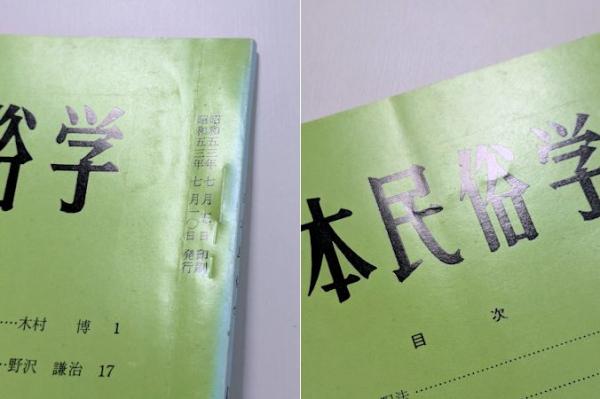 俗学
昭和五三年七月七日印刷
昭和五三年七月一〇日発行
……木村 博 1
…野沢 謙治 17
本民俗学
目次